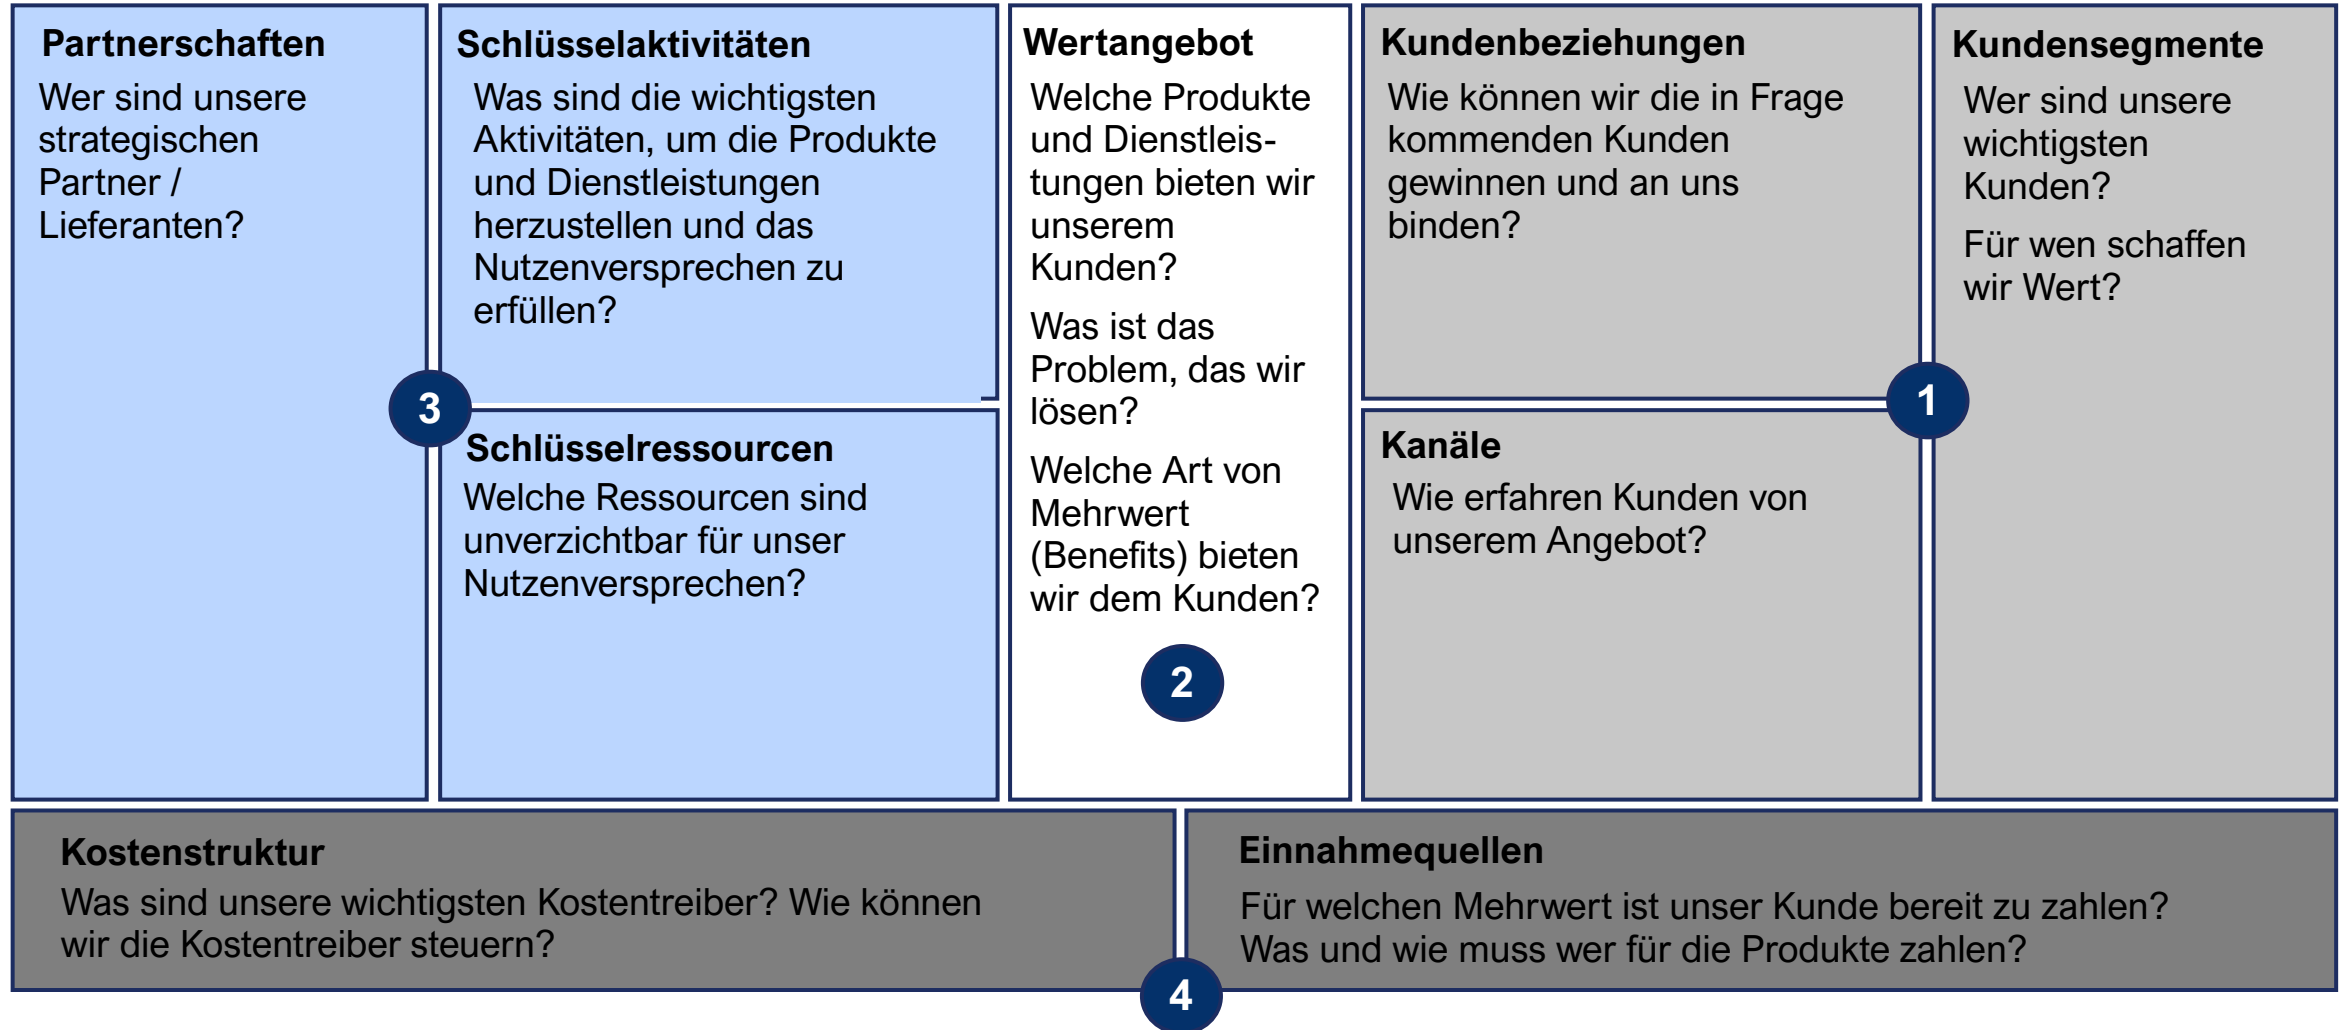 Partnerschaften
Wer sind unsere
strategischen
Partner /
Lieferanten?
Schlüsselaktivitäten
Was sind die wichtigsten
Aktivitäten, um die Produkte
und Dienstleistungen
herzustellen und das
Nutzenversprechen zu
erfüllen?
3
Schlüsselressourcen
Welche Ressourcen sind
unverzichtbar für unser
Nutzenversprechen?
Wertangebot
Welche Produkte
und Dienstleis-
tungen bieten wir
unserem
Kunden?
Was ist das
Problem, das wir
lösen?
Welche Art von
Mehrwert
(Benefits) bieten
wir dem Kunden?
2
Kundenbeziehungen
Wie können wir die in Frage
kommenden Kunden
gewinnen und an uns
binden?
Kanäle
Wie erfahren Kunden von
unserem Angebot?
1
Kundensegmente
Wer sind unsere
wichtigsten
Kunden?
Für wen schaffen
wir Wert?
Kostenstruktur
Was sind unsere wichtigsten Kostentreiber? Wie können
wir die Kostentreiber steuern?
Einnahmequellen
Für welchen Mehrwert ist unser Kunde bereit zu zahlen?
Was und wie muss wer für die Produkte zahlen?
4